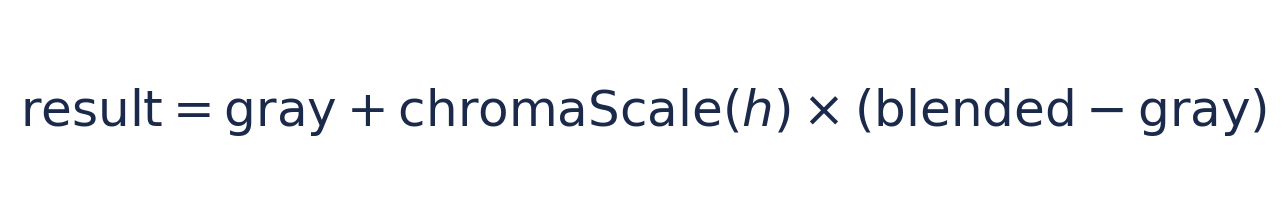 result = gray + chromaScale(h) × (blended − gray)